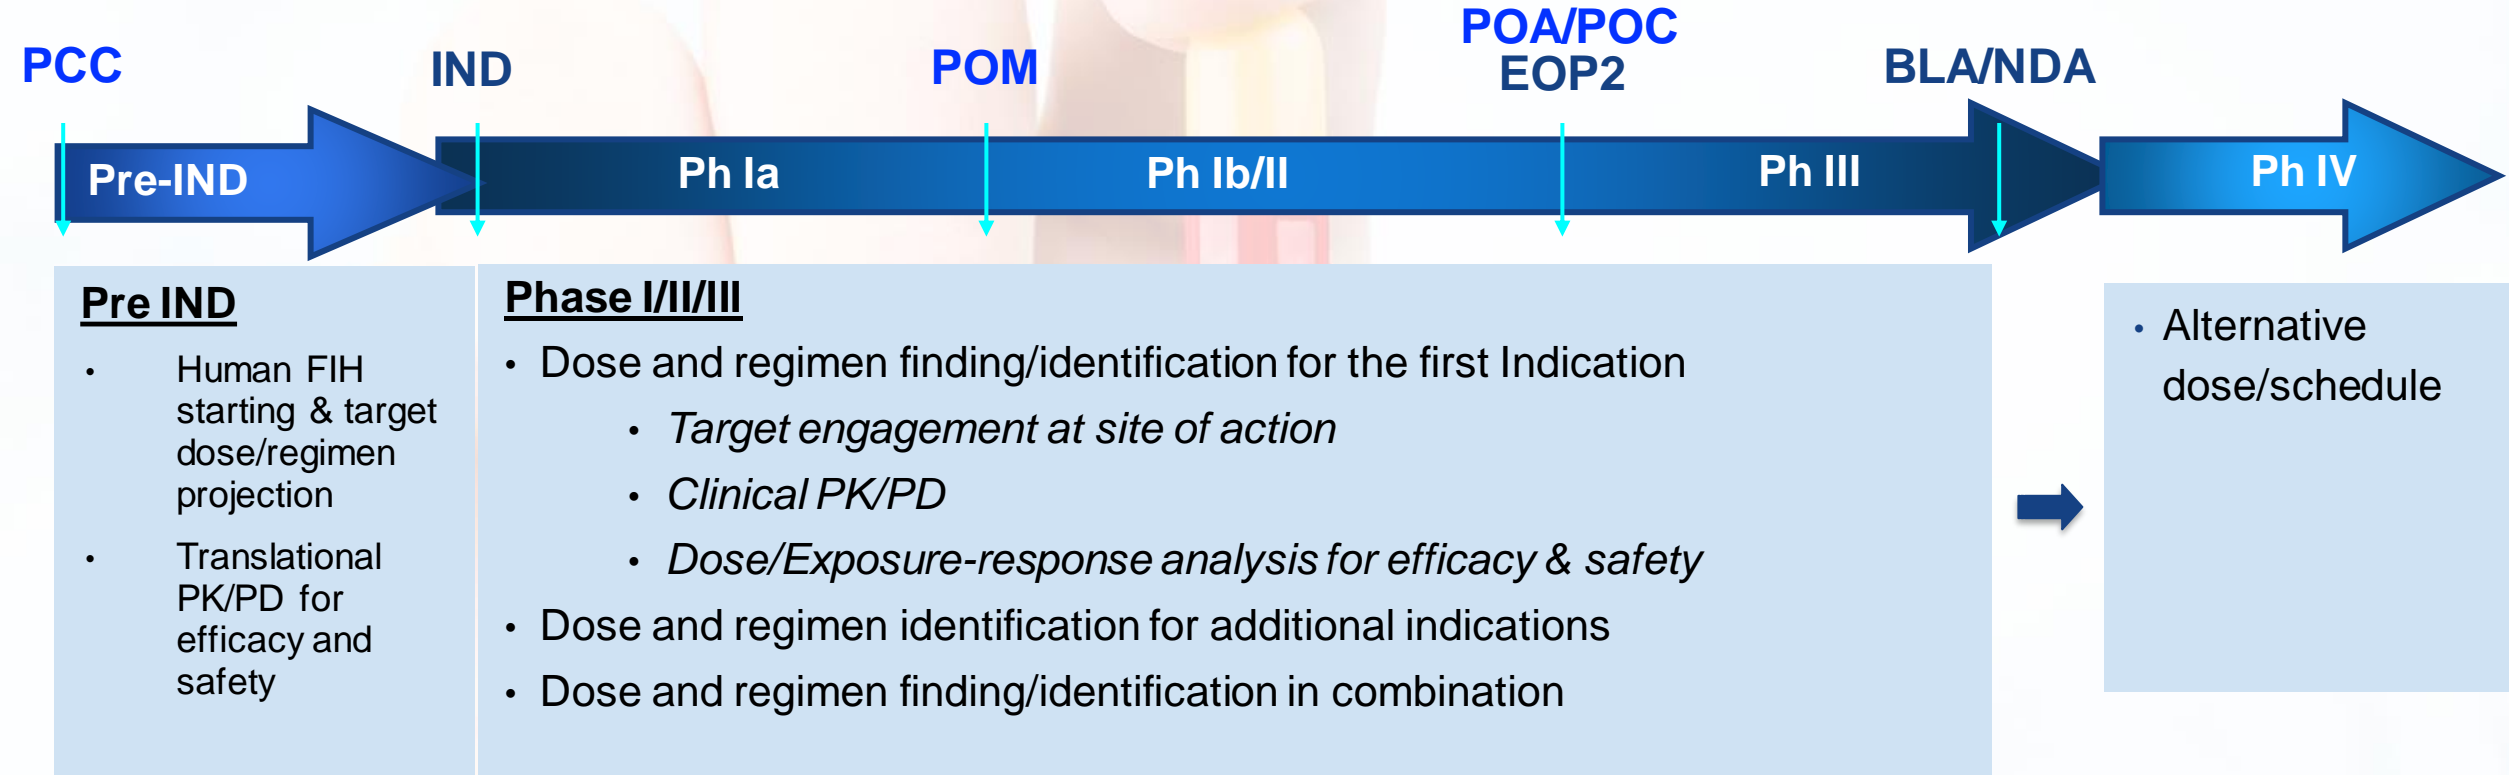 PCC
IND
POM
POA/POC
EOP2
BLA/NDA
Pre-IND
Ph Ia
Ph Ib/II
Ph III
Ph IV
Pre IND
• Human FIH
starting & target
dose/regimen
projection
• Translational
PK/PD for
efficacy and
safety
Phase I/II/III
• Dose and regimen finding/identification for the first Indication
• Target engagement at site of action
• Clinical PK/PD
• Dose/Exposure-response analysis for efficacy & safety
• Dose and regimen identification for additional indications
• Dose and regimen finding/identification in combination
• Alternative
dose/schedule